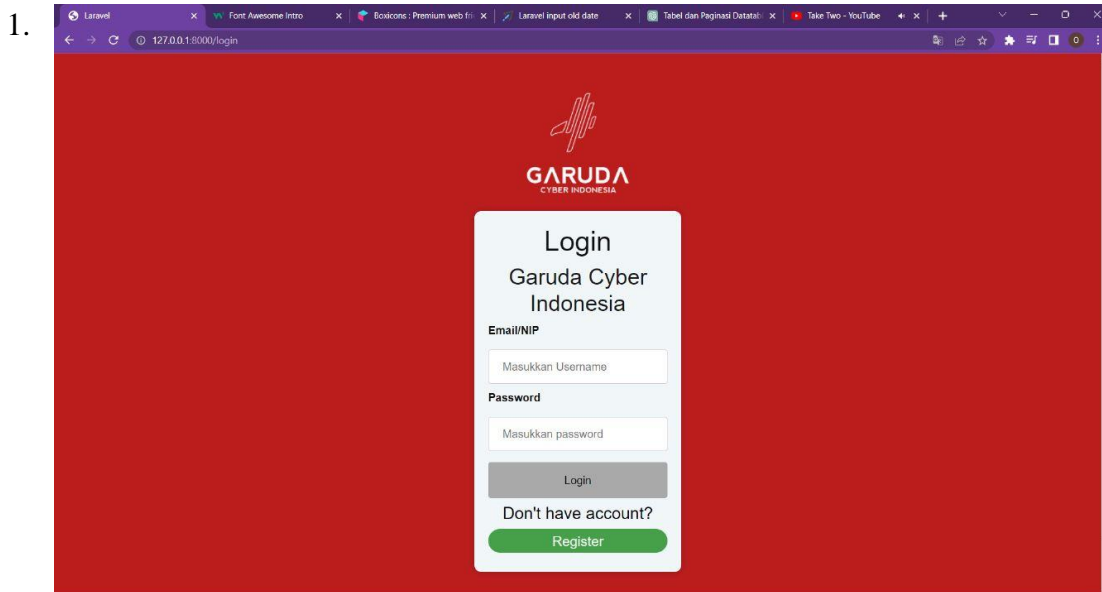 1.
Laravel
Font Awesome Intro
Boxicons : Premium web fri
Laravel input old date
Tabel dan Paginasi Datatab
Take Two - YouTube
127.0.0.1:8000/login
GARUDA
CYBER INDONESIA
Login
Garuda Cyber
Indonesia
Email/NIP
Masukkan Username
Password
Masukkan password
Login
Don't have account?
Register